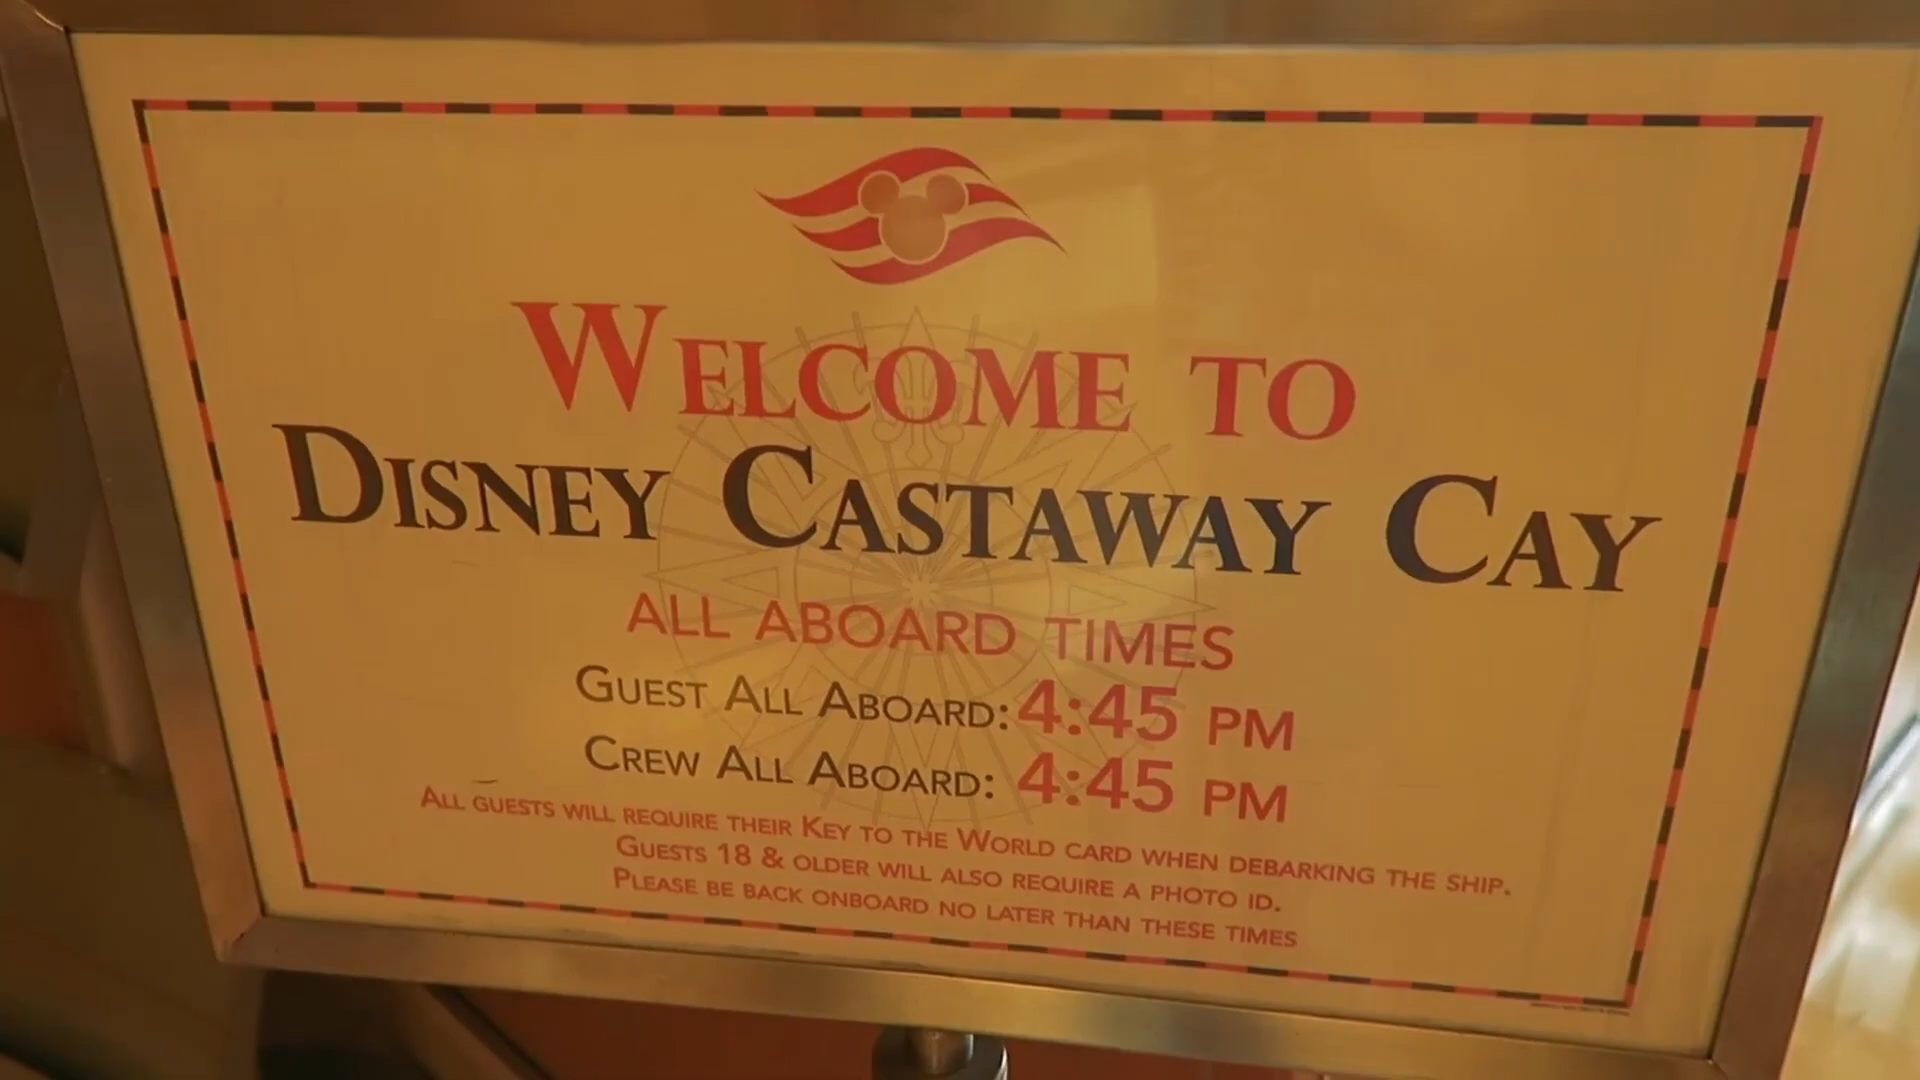 Welcome to
Disney Castaway Cay
ALL ABOARD TIMES
Guest All Aboard: 4:45 PM
Crew All Aboard: 4:45 PM
All guests will require their Key to the World card when debarking the ship.
Guests 18 & older will also require a photo ID.
Please be back onboard no later than these times